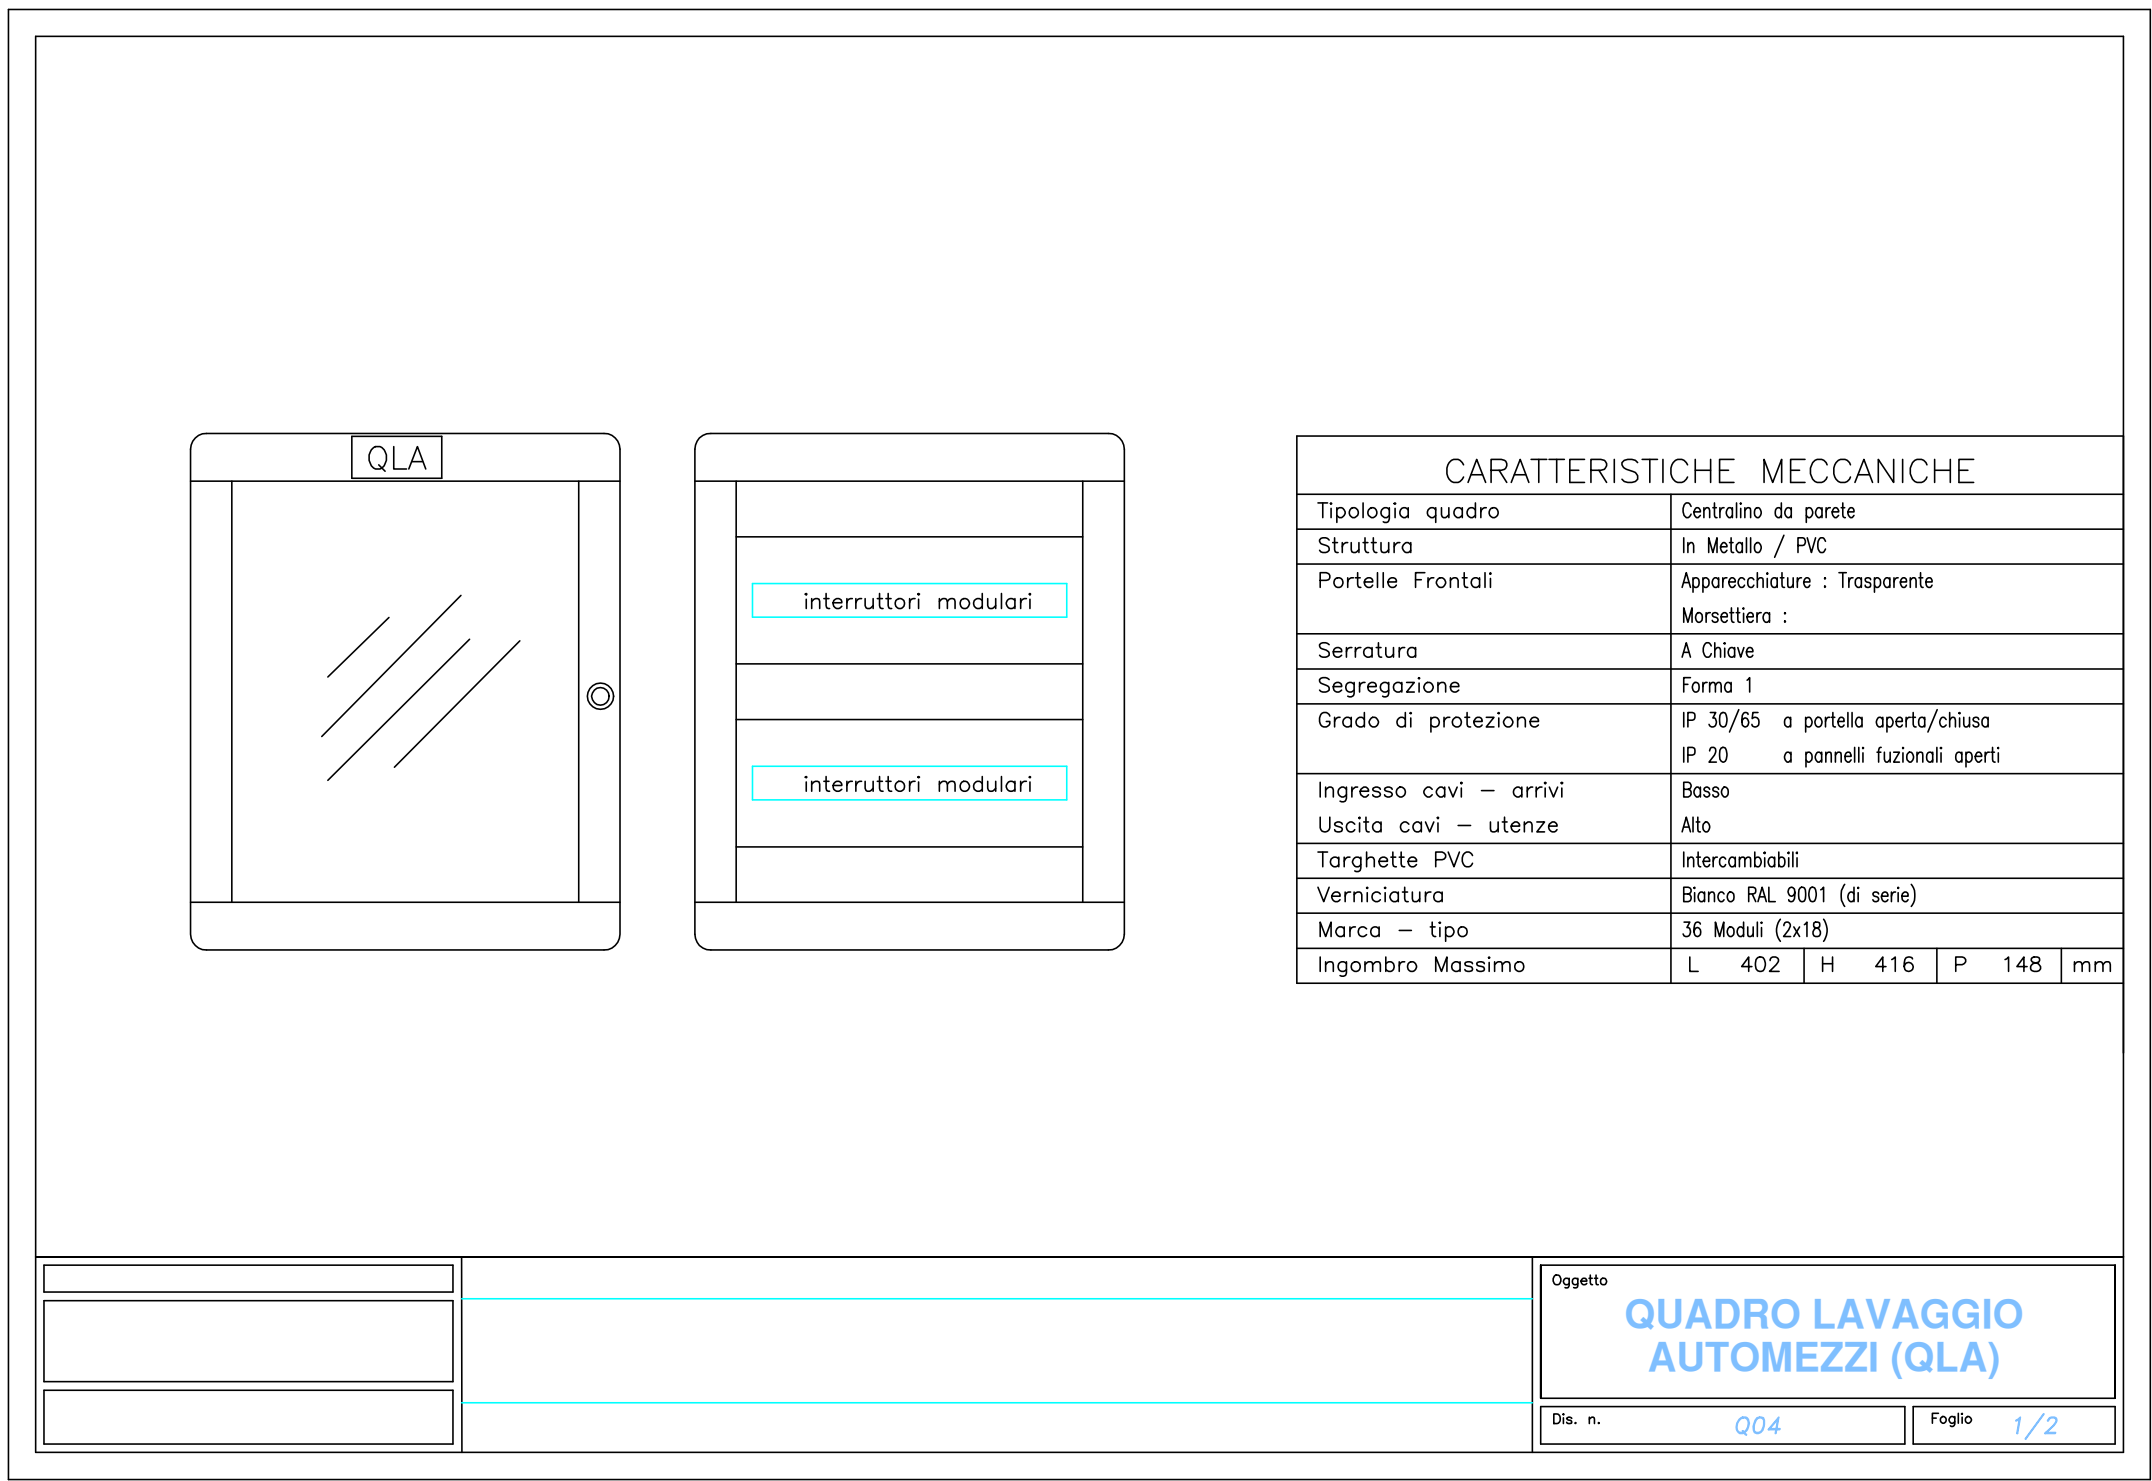 QLA
interruttori modulari
interruttori modulari
CARATTERISTICHE MECCANICHE
Tipologia quadro Centralino da parete
Struttura In Metallo / PVC
Portelle Frontali Apparecchiature : Trasparente
Morsettiera :
Serratura A Chiave
Segregazione Forma 1
Grado di protezione IP 30/65 a portella aperta/chiusa
IP 20 a pannelli fuzionali aperti
Ingresso cavi – arrivi Basso
Uscita cavi – utenze Alto
Targhette PVC Intercambiabili
Verniciatura Bianco RAL 9001 (di serie)
Marca – tipo 36 Moduli (2x18)
Ingombro Massimo L 402 H 416 P 148 mm
Oggetto
QUADRO LAVAGGIO
AUTOMEZZI (QLA)
Dis. n. Q04 Foglio 1/2